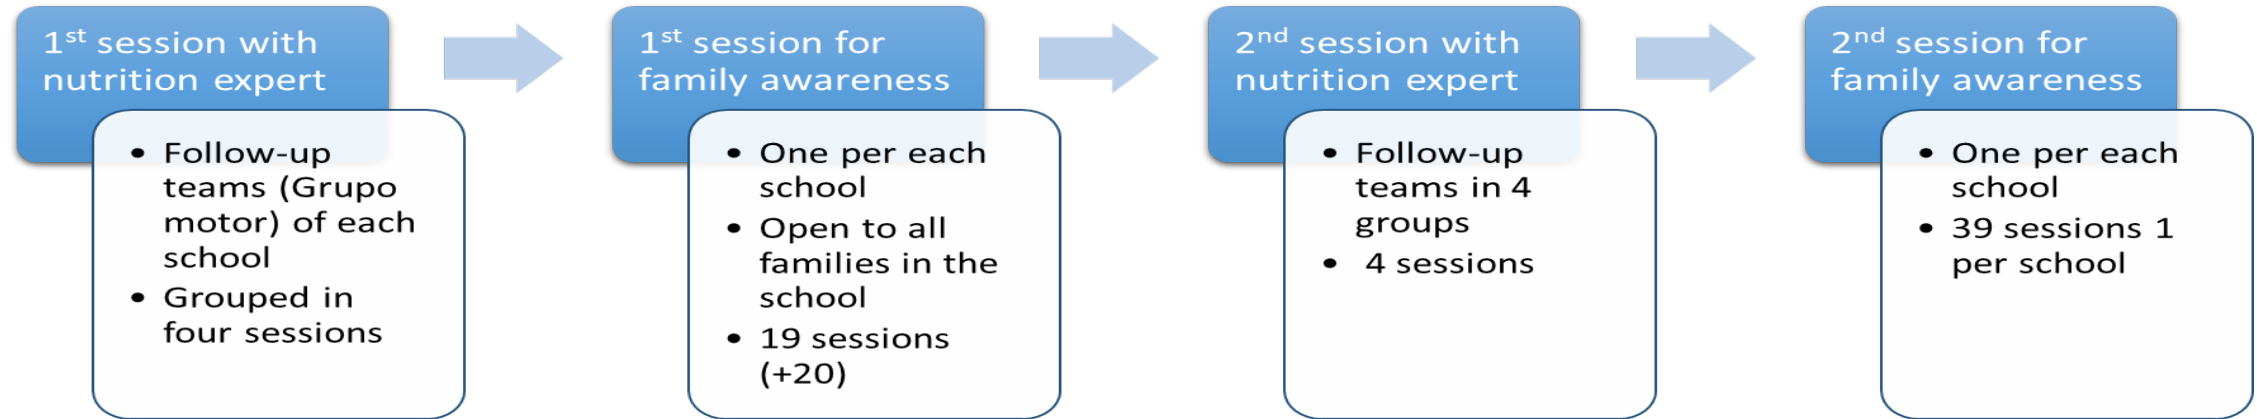 1st session with
nutrition expert
• Follow-up
teams (Grupo
motor) of each
school
• Grouped in
four sessions
1st session for
family awareness
• One per each
school
• Open to all
families in the
school
• 19 sessions
(+20)
2nd session with
nutrition expert
• Follow-up
teams in 4
groups
• 4 sessions
2nd session for
family awareness
• One per each
school
• 39 sessions 1
per school